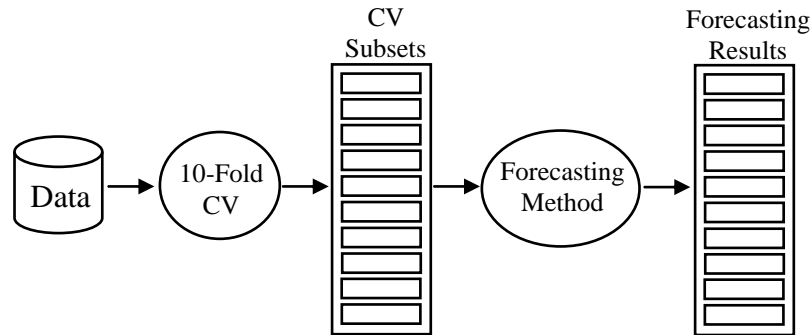 CV
Subsets
Forecasting
Results
Data
10-Fold
CV
Forecasting
Method